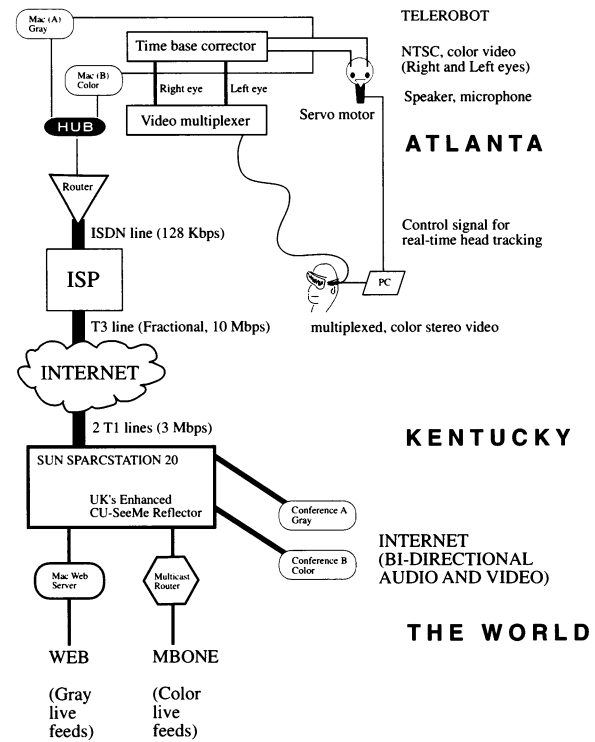 Mac (A)
Gray
TELEROBOT
Time base corrector
NTSC, color video
(Right and Left eyes)
Mac (B)
Color
Right eye
Left eye
Speaker, microphone
Servo motor
Video multiplexer
HUB
ATLANTA
Router
ISDN line (128 Kbps)
Control signal for
real-time head tracking
ISP
PC
T3 line (Fractional, 10 Mbps)
multiplexed, color stereo video
INTERNET
2 T1 lines (3 Mbps)
KENTUCKY
SUN SPARCSTATION 20
UK's Enhanced
CU-SeeMe Reflector
Conference A
Gray
Conference B
Color
INTERNET
(BI-DIRECTIONAL
AUDIO AND VIDEO)
Mac Web
Server
Multicast
Router
THE WORLD
WEB
MBONE
(Gray
live
feeds)
(Color
live
feeds)